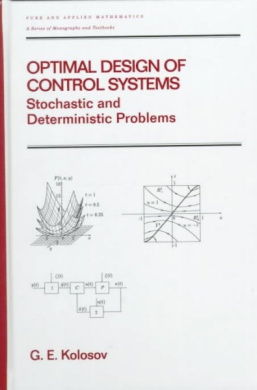 PURE AND APPLIED MATHEMATICS
A Series of Monographs and Textbooks
OPTIMAL DESIGN OF
CONTROL SYSTEMS
Stochastic and
Deterministic Problems
G. E. Kolosov